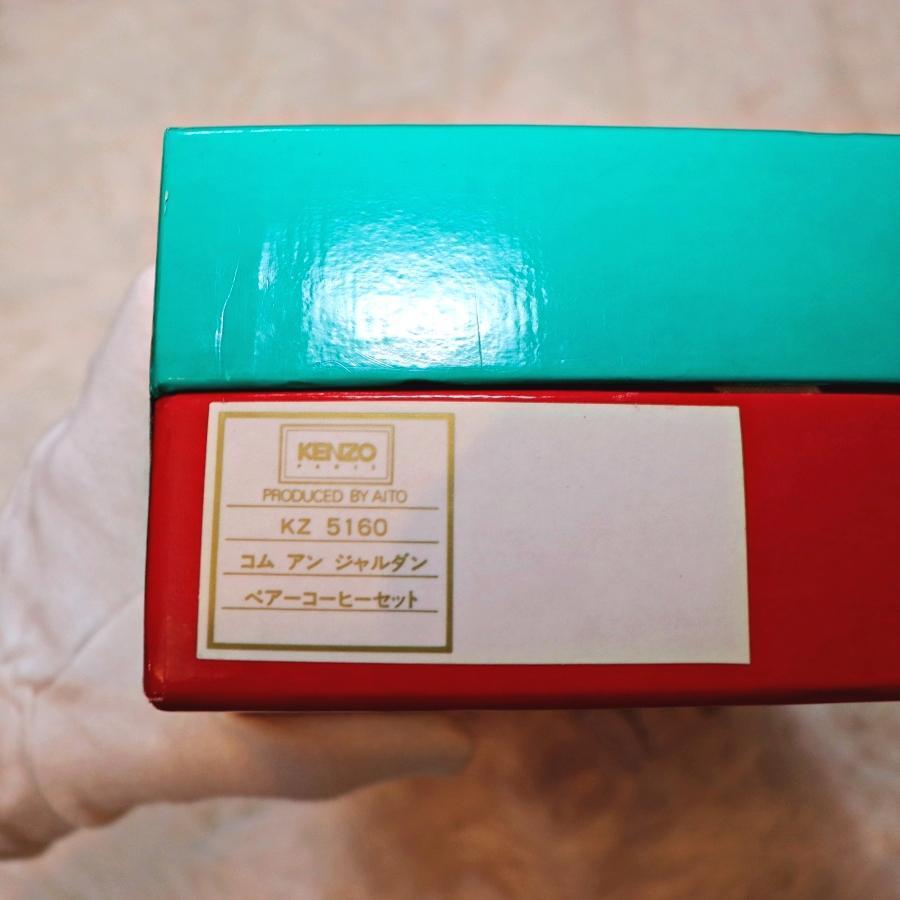 KENZO
PARIS
PRODUCED BY AITO
KZ 5160
コム アン ジャルダン
ペアーコーヒーセット